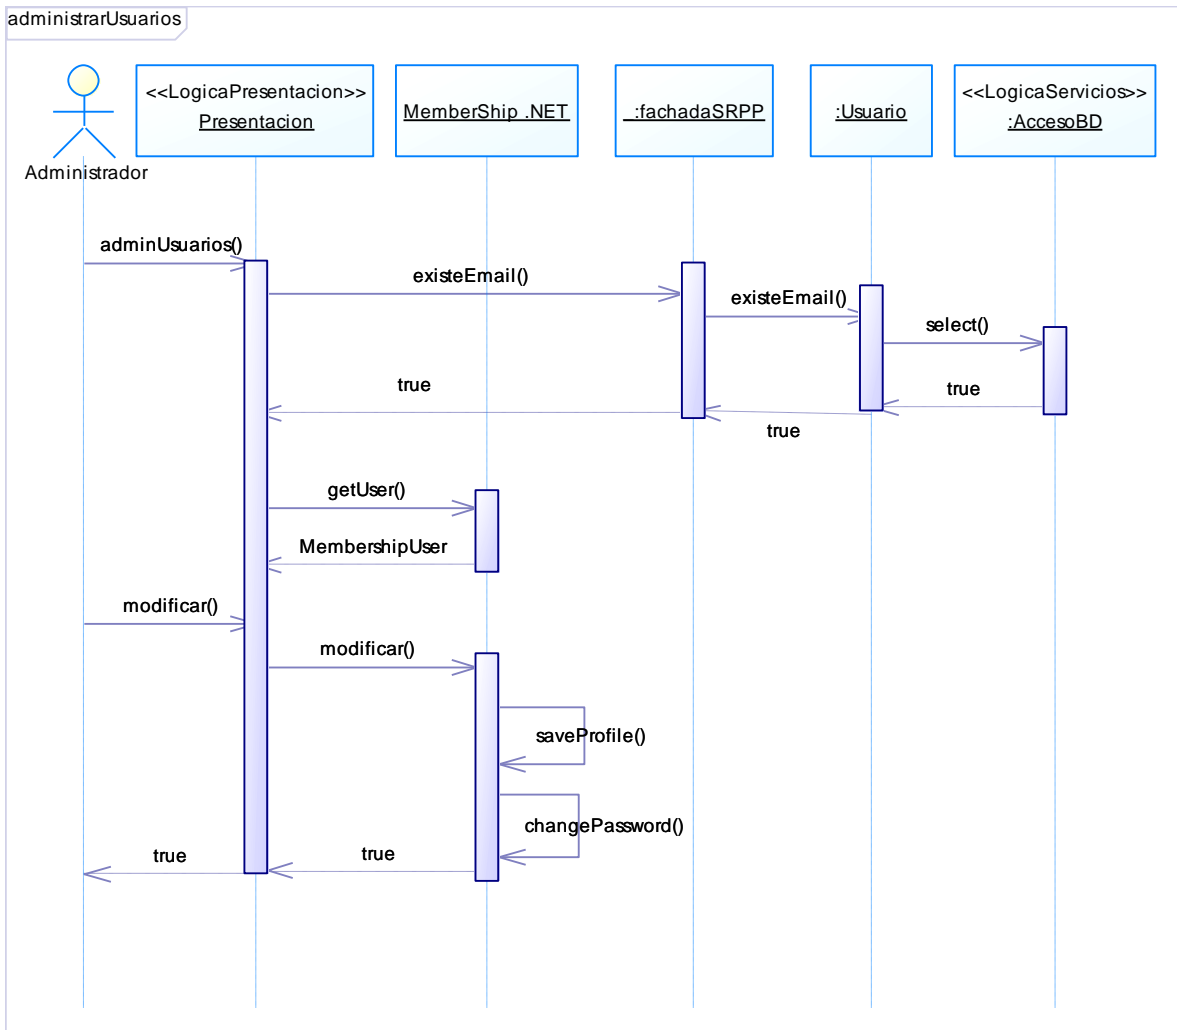 administrarUsuarios
<<LogicaPresentacion>>
Presentacion
MemberShip .NET
_:fachadaSRPP
:Usuario
<<LogicaServicios>>
:AccesoBD
Administrador
adminUsuarios()
existeEmail()
existeEmail()
select()
true
true
true
getUser()
MembershipUser
modificar()
modificar()
saveProfile()
changePassword()
true
true